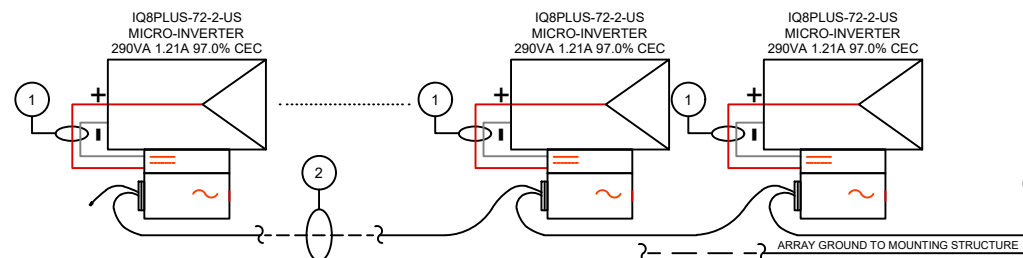 IQ8PLUS-72-2-US
MICRO-INVERTER
290VA 1.21A 97.0% CEC
IQ8PLUS-72-2-US
MICRO-INVERTER
290VA 1.21A 97.0% CEC
IQ8PLUS-72-2-US
MICRO-INVERTER
290VA 1.21A 97.0% CEC
1
+
-
1
+
-
1
+
-
2
ARRAY GROUND TO MOUNTING STRUCTURE